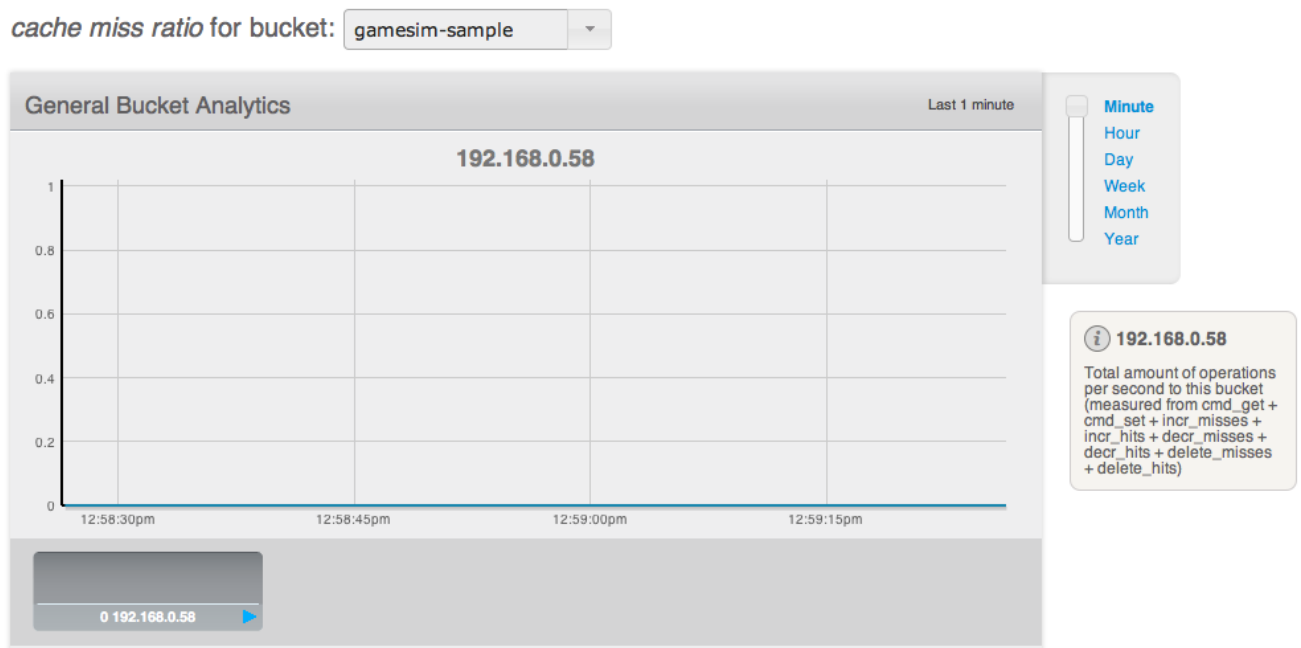 cache miss ratio for bucket: gamesim-sample
General Bucket Analytics
Last 1 minute
192.168.0.58
1
0.8
0.6
0.4
0.2
0
12:58:30pm 12:58:45pm 12:59:00pm 12:59:15pm
0 192.168.0.58
Minute
Hour
Day
Week
Month
Year
i 192.168.0.58
Total amount of operations
per second to this bucket
(measured from cmd_get +
cmd_set + incr_misses +
incr_hits + decr_misses +
decr_hits + delete_misses
+ delete_hits)